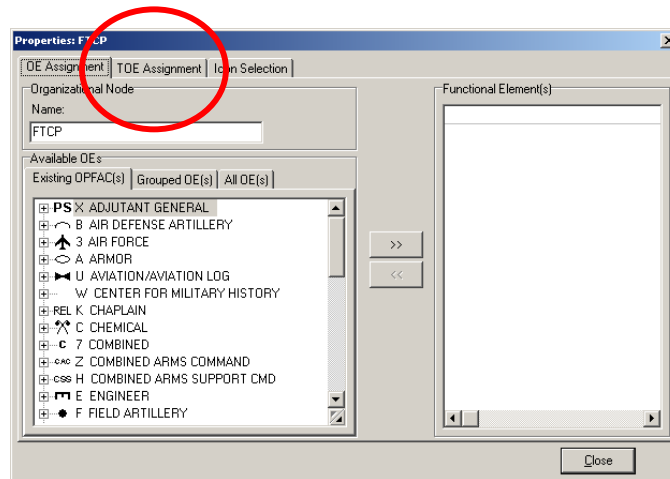 Properties: FTCP
OE Assignment TOE Assignment Icon Selection
Organizational Node
Name:
FTCP
Available OEs
Existing OPFAC(s) Grouped OE(s) All OE(s)
PS X ADJUTANT GENERAL
B AIR DEFENSE ARTILLERY
3 AIR FORCE
A ARMOR
U AVIATION/AVIATION LOG
W CENTER FOR MILITARY HISTORY
REL K CHAPLAIN
C CHEMICAL
C 7 COMBINED
CAC Z COMBINED ARMS COMMAND
CSS H COMBINED ARMS SUPPORT CMD
E ENGINEER
F FIELD ARTILLERY
>>
<<
Functional Element(s)
Close